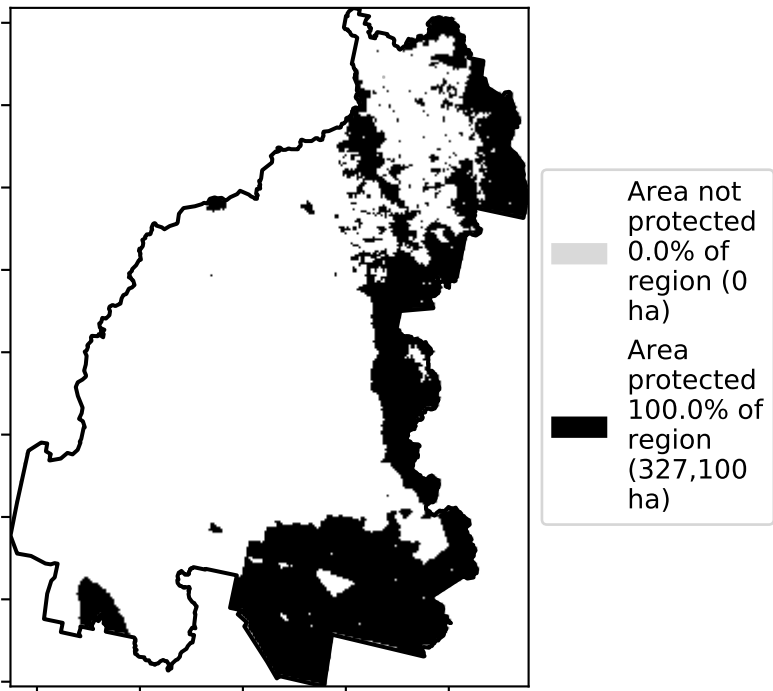 Area not
protected
0.0% of
region (0
ha)
Area
protected
100.0% of
region
(327,100
ha)